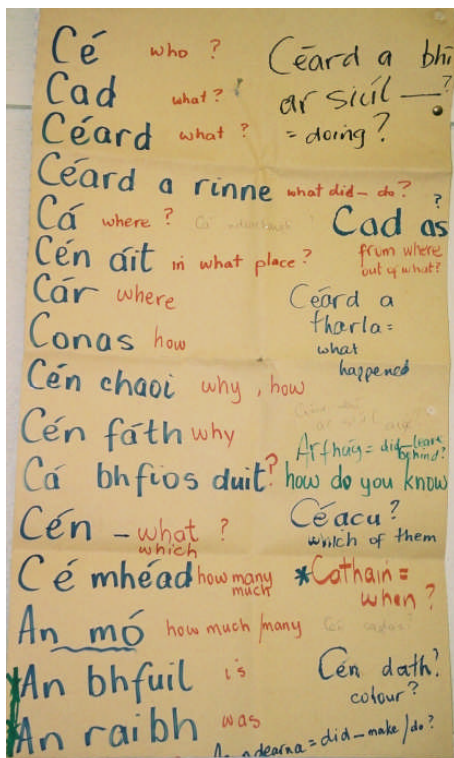 Cé who ?
Cad what?
Céard what ?
Céard a bhí
ar siúil — ?
= doing?
Céard a rinne what did – do?
Cá where ?
Cad as ?
from where
out of what?
Cén áit in what place?
Cár where
Céard a
tharla =
what
happened
Conas how
Cén chaoi why, how
Cén fáth why
Ar fhág = did – leave
behind?
Cá bhfios duit? how do you know
Cén – what ?
which
Céacu?
which of them
Cé mhéad how many
much
*Cathain =
when?
An mó how much/many
*An bhfuil is
Cén dath?
colour?
*An raibh was
dearna = did – make/do?